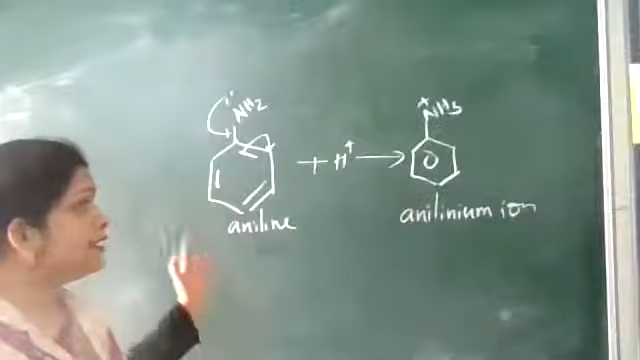 :NH2
+NH3
+ H+ →
aniline
anilinium ion